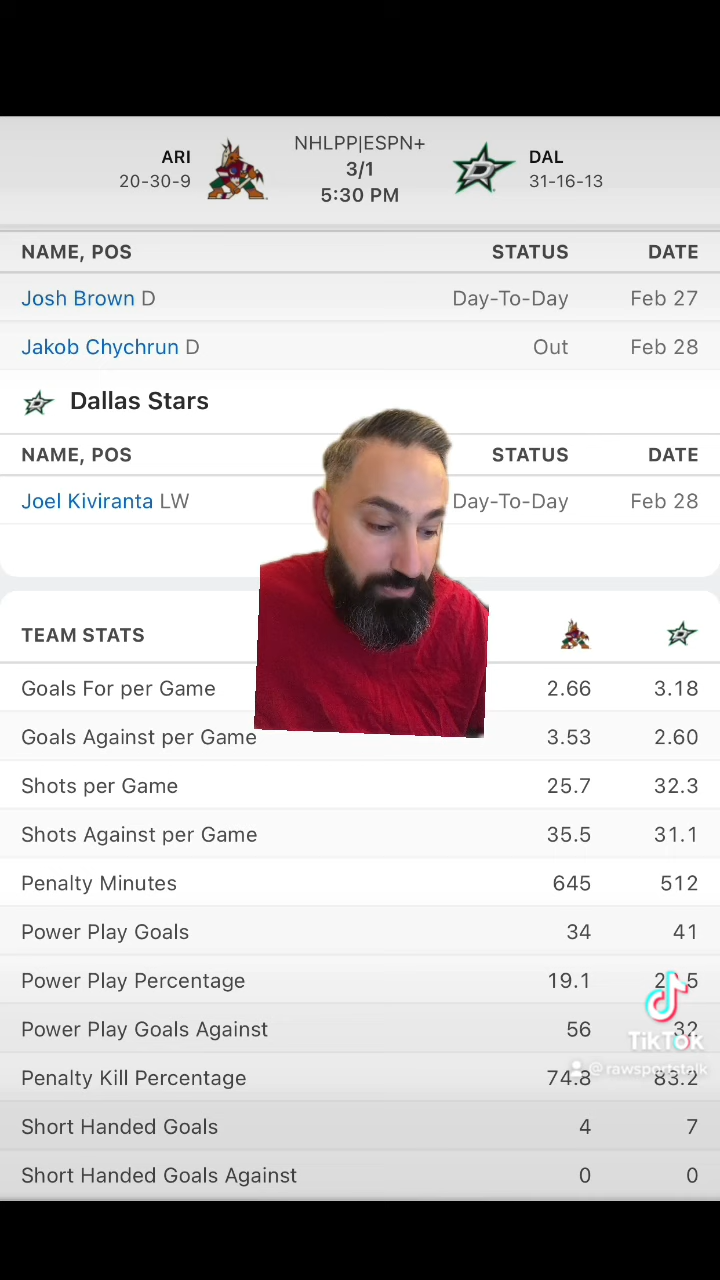 NHLPP|ESPN+
ARI 3/1 DAL
20-30-9 5:30 PM 31-16-13
NAME, POS STATUS DATE
Josh Brown D Day-To-Day Feb 27
Jakob Chychrun D Out Feb 28
Dallas Stars
NAME, POS STATUS DATE
Joel Kiviranta LW Day-To-Day Feb 28
TEAM STATS
Goals For per Game 2.66 3.18
Goals Against per Game 3.53 2.60
Shots per Game 25.7 32.3
Shots Against per Game 35.5 31.1
Penalty Minutes 645 512
Power Play Goals 34 41
Power Play Percentage 19.1
Power Play Goals Against 56 32
TikTok
@rawsportstalk
Penalty Kill Percentage 74.8 83.2
Short Handed Goals 4 7
Short Handed Goals Against 0 0